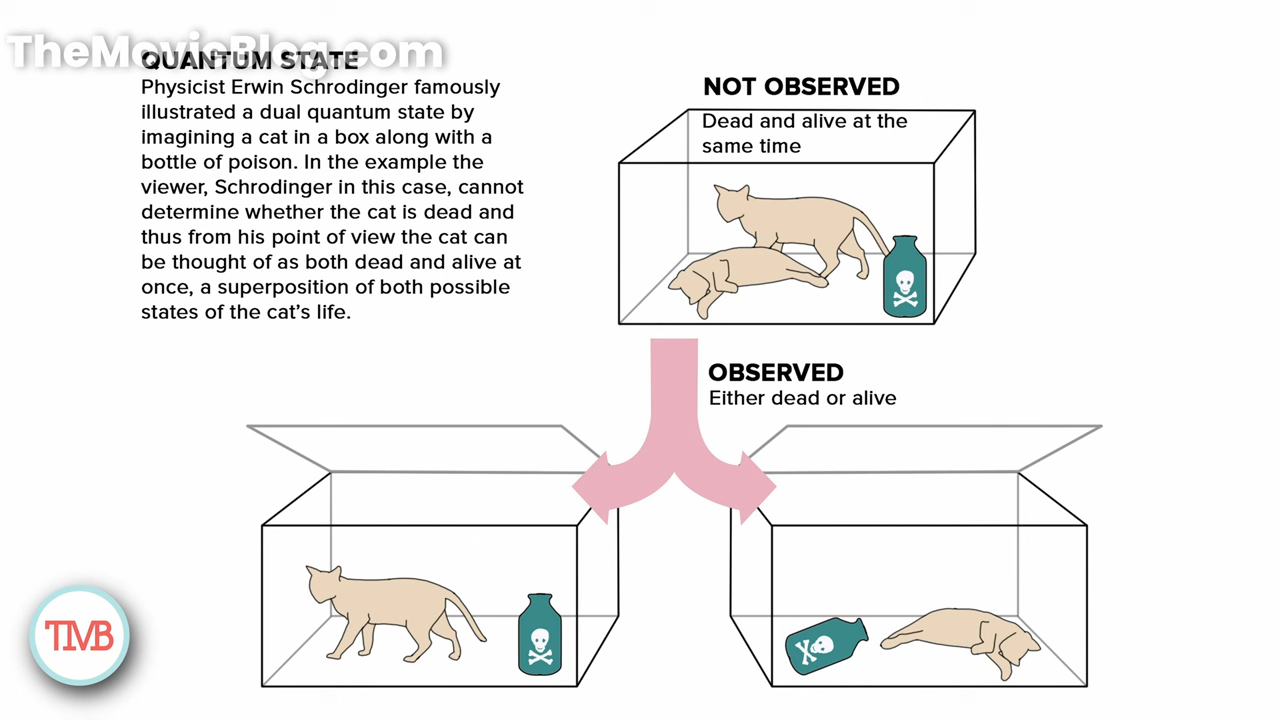 TheMovieBlog.com
QUANTUM STATE
Physicist Erwin Schrodinger famously
illustrated a dual quantum state by
imagining a cat in a box along with a
bottle of poison. In the example the
viewer, Schrodinger in this case, cannot
determine whether the cat is dead and
thus from his point of view the cat can
be thought of as both dead and alive at
once, a superposition of both possible
states of the cat’s life.
NOT OBSERVED
Dead and alive at the
same time
OBSERVED
Either dead or alive
TMB